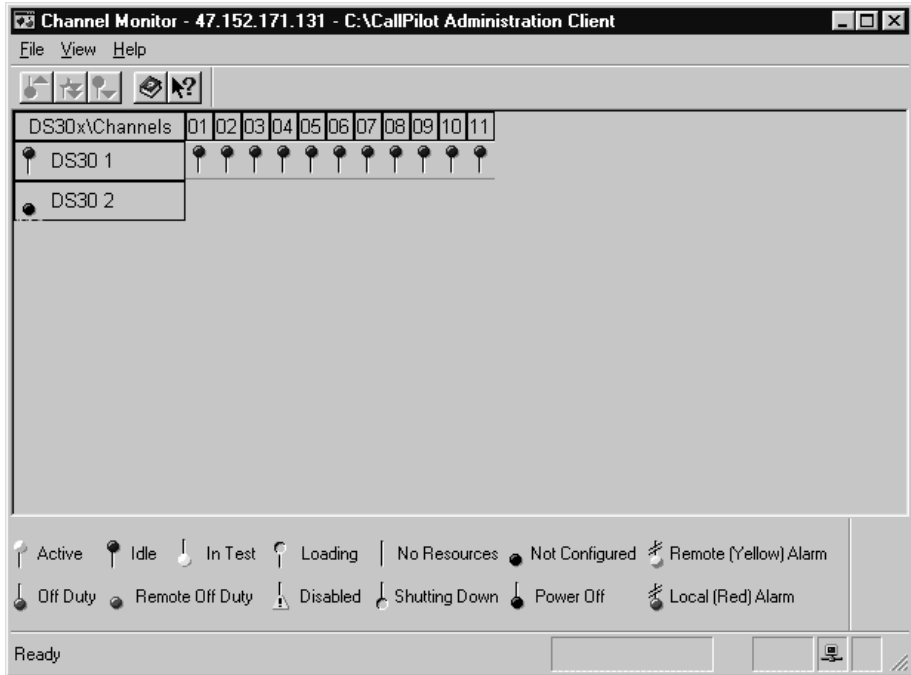 Channel Monitor - 47.152.171.131 - C:\CallPilot Administration Client
File View Help
DS30x\Channels 01 02 03 04 05 06 07 08 09 10 11
DS30 1
DS30 2
Active Idle In Test Loading No Resources Not Configured Remote (Yellow) Alarm
Off Duty Remote Off Duty Disabled Shutting Down Power Off Local (Red) Alarm
Ready